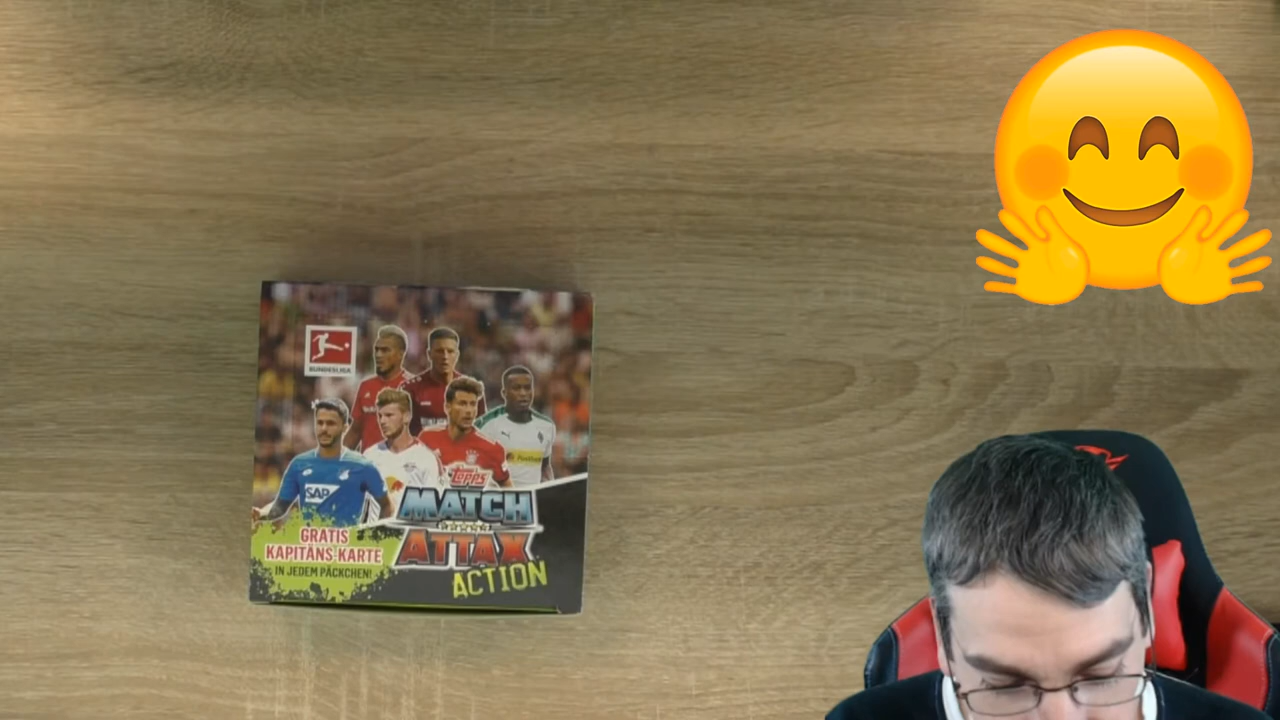 BUNDESLIGA
SAP
TOPPS
MATCH
ATTAX
ACTION
GRATIS
KAPITÄNS-KARTE
IN JEDEM PÄCKCHEN!